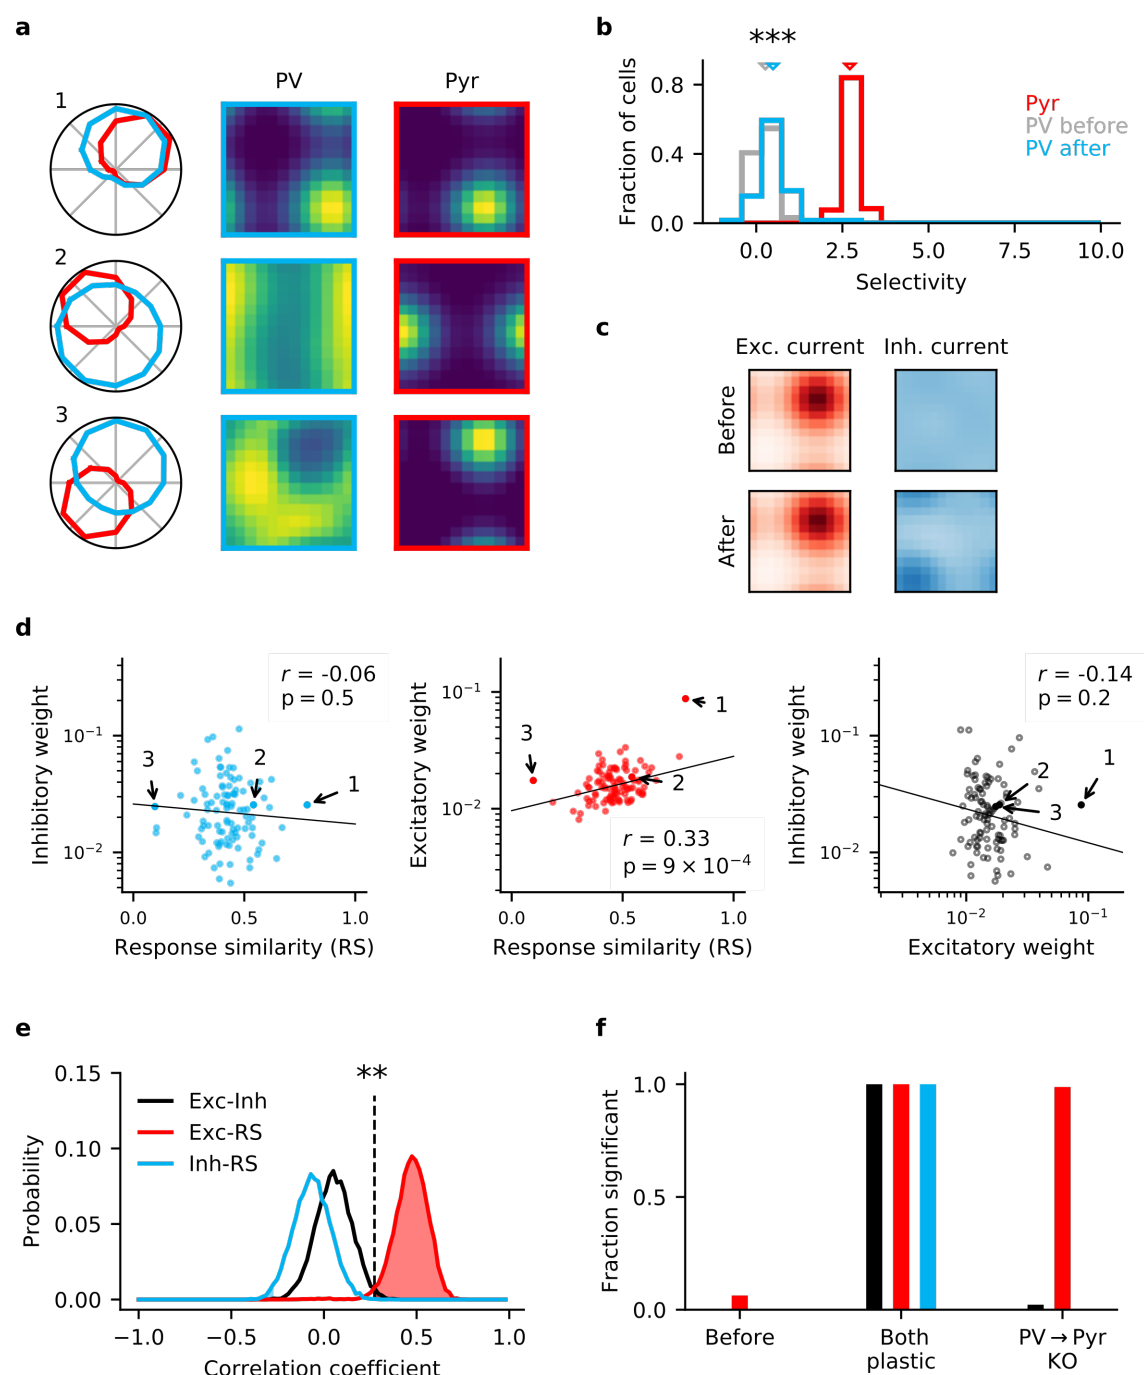 a
PV
Pyr
1
2
3
b
***
Fraction of cells
0.8
0.4
0.0
Pyr
PV before
PV after
0.0
2.5
5.0
7.5
10.0
Selectivity
c
Exc. current
Inh. current
Before
After
d
Inhibitory weight
10⁻¹
10⁻²
r = -0.06
p = 0.5
3
2
1
0.0
0.5
1.0
Response similarity (RS)
Excitatory weight
10⁻¹
10⁻²
3
1
2
r = 0.33
p = 9 × 10⁻⁴
0.0
0.5
1.0
Response similarity (RS)
Inhibitory weight
10⁻¹
10⁻²
r = -0.14
p = 0.2
2
1
3
10⁻²
10⁻¹
Excitatory weight
e
Probability
0.15
0.10
0.05
0.00
**
Exc-Inh
Exc-RS
Inh-RS
−1.0
−0.5
0.0
0.5
1.0
Correlation coefficient
f
Fraction significant
1.0
0.5
0.0
Before
Both
plastic
PV→Pyr
KO